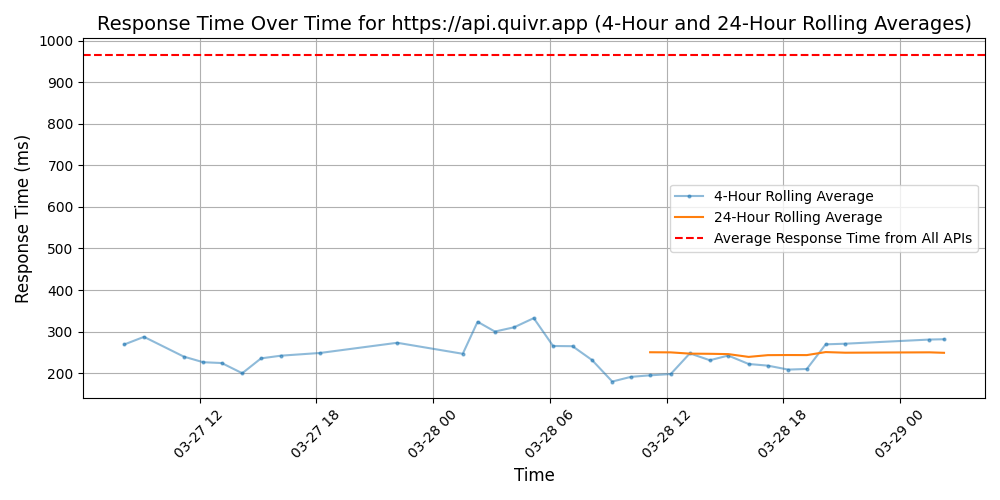 Response Time Over Time for https://api.quivr.app (4-Hour and 24-Hour Rolling Averages)
Response Time (ms)
1000
900
800
700
600
500
400
300
200
4-Hour Rolling Average
24-Hour Rolling Average
Average Response Time from All APIs
03-27 12
03-27 18
03-28 00
03-28 06
03-28 12
03-28 18
03-29 00
Time